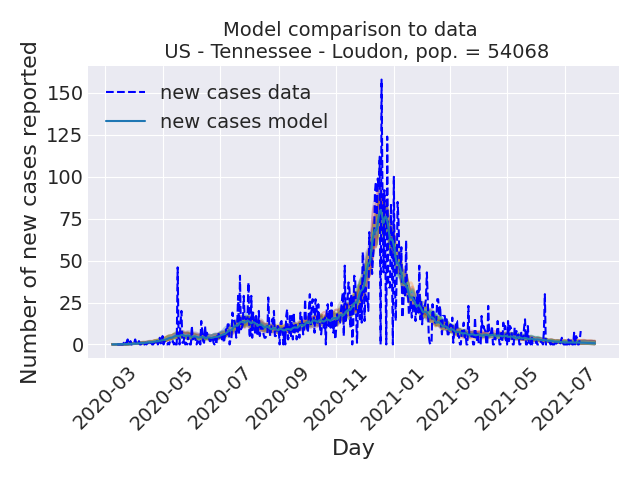 Model comparison to data
US - Tennessee - Loudon, pop. = 54068
Number of new cases reported
150
125
100
75
50
25
0
new cases data
new cases model
2020-03
2020-05
2020-07
2020-09
2020-11
2021-01
2021-03
2021-05
2021-07
Day